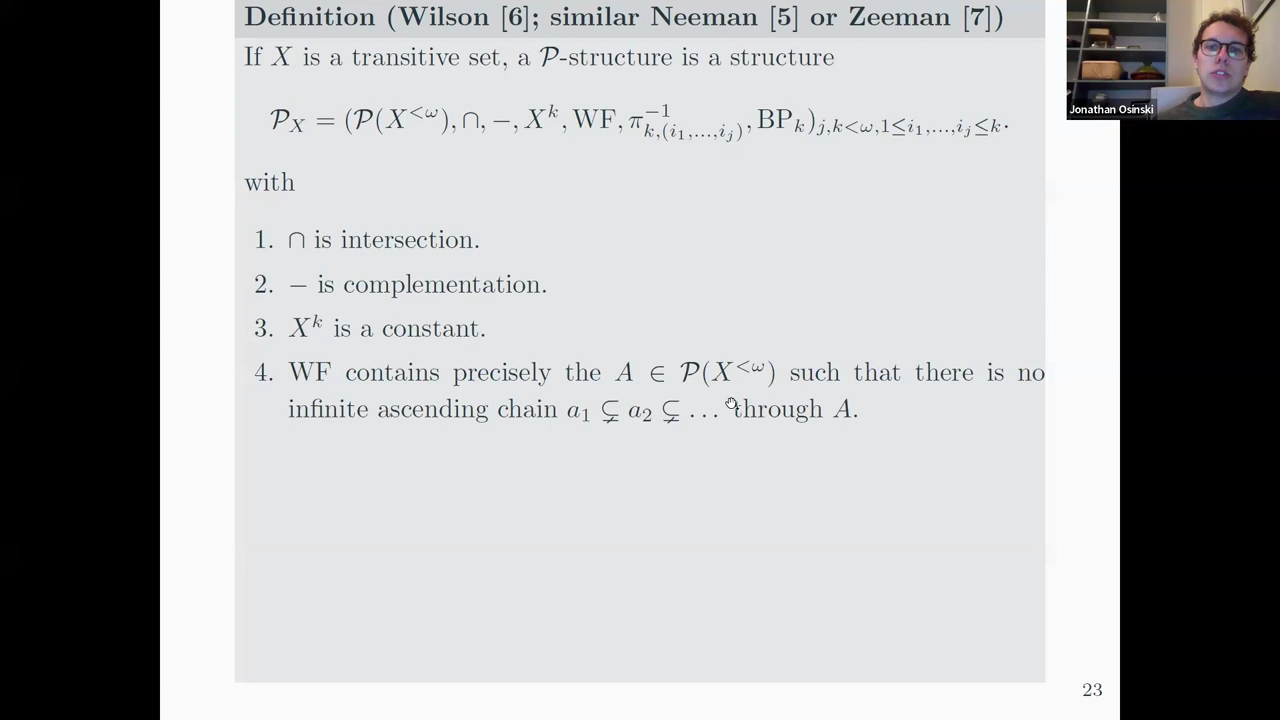 Definition (Wilson [6]; similar Neeman [5] or Zeeman [7])
If X is a transitive set, a 𝒫-structure is a structure
𝒫_X = (𝒫(X^{<ω}), ∩, −, X^k, WF, π^{−1}_{k,(i_1,...,i_j)}, BP_k)_{j,k<ω,1≤i_1,...,i_j≤k}.
with
1. ∩ is intersection.
2. − is complementation.
3. X^k is a constant.
4. WF contains precisely the A ∈ 𝒫(X^{<ω}) such that there is no
infinite ascending chain a_1 ⊊ a_2 ⊊ ... through A.
23
Jonathan Osinski